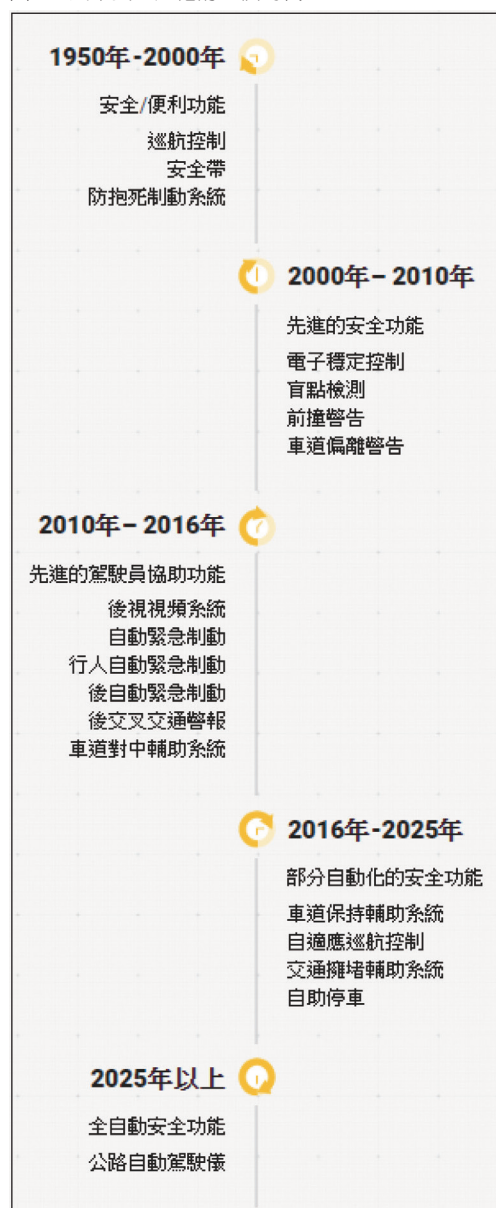 1950年-2000年
安全/便利功能
巡航控制
安全帶
防抱死制動系統
2000年– 2010年
先進的安全功能
電子穩定控制
盲點檢測
前撞警告
車道偏離警告
2010年– 2016年
先進的駕駛員協助功能
後視視頻系統
自動緊急制動
行人自動緊急制動
後自動緊急制動
後交叉交通警報
車道對中輔助系統
2016年-2025年
部分自動化的安全功能
車道保持輔助系統
自適應巡航控制
交通擁堵輔助系統
自助停車
2025年以上
全自動安全功能
公路自動駕駛儀